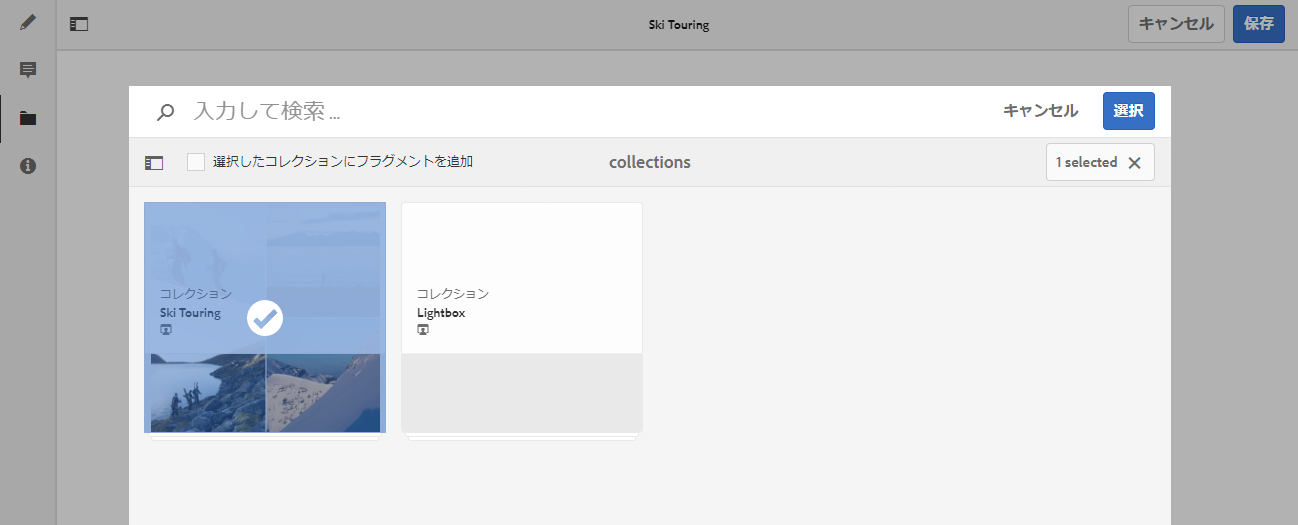 Ski Touring
キャンセル
保存
入力して検索...
キャンセル
選択
選択したコレクションにフラグメントを追加
collections
1 selected
コレクション
Ski Touring
コレクション
Lightbox